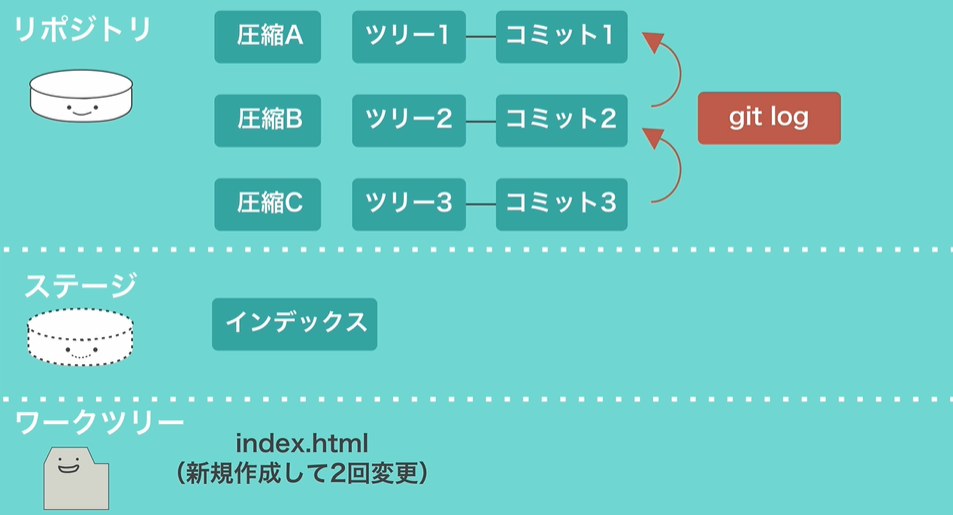 リポジトリ
圧縮A ツリー1 コミット1
圧縮B ツリー2 コミット2
git log
圧縮C ツリー3 コミット3
ステージ
インデックス
ワークツリー
index.html
（新規作成して2回変更）